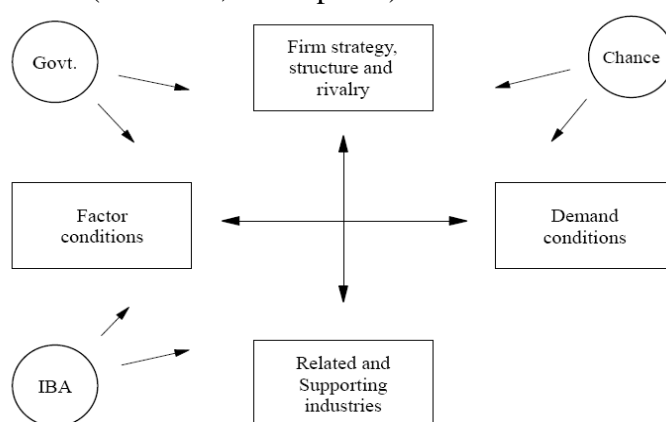 Govt.
Firm strategy,
structure and
rivalry
Chance
Factor
conditions
Demand
conditions
IBA
Related and
Supporting
industries